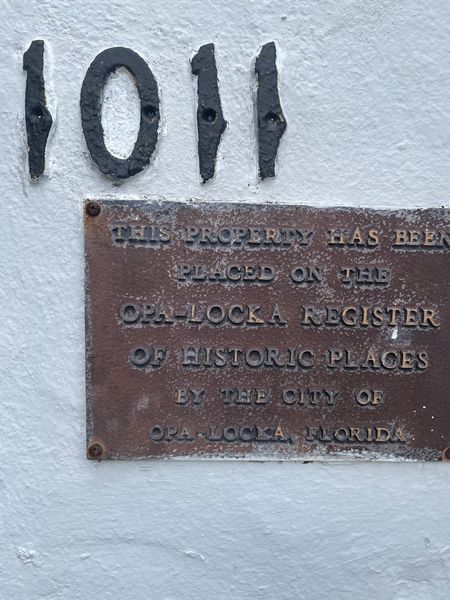 1011
THIS PROPERTY HAS BEEN
PLACED ON THE
OPA-LOCKA REGISTER
OF HISTORIC PLACES
BY THE CITY OF
OPA-LOCKA, FLORIDA